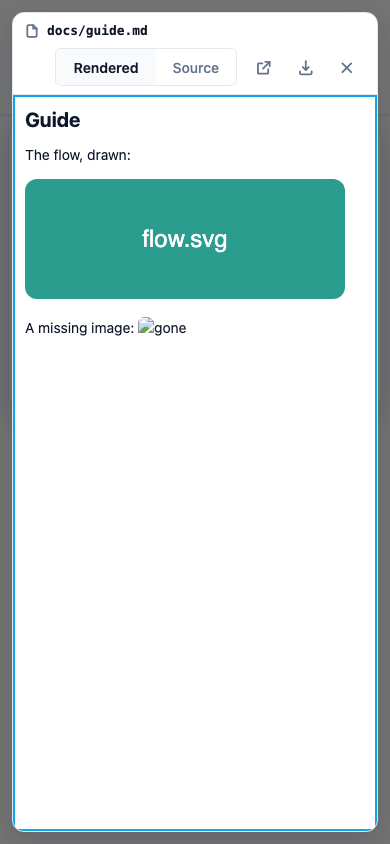 docs/guide.md
Rendered Source
Guide
The flow, drawn:
flow.svg
A missing image: gone